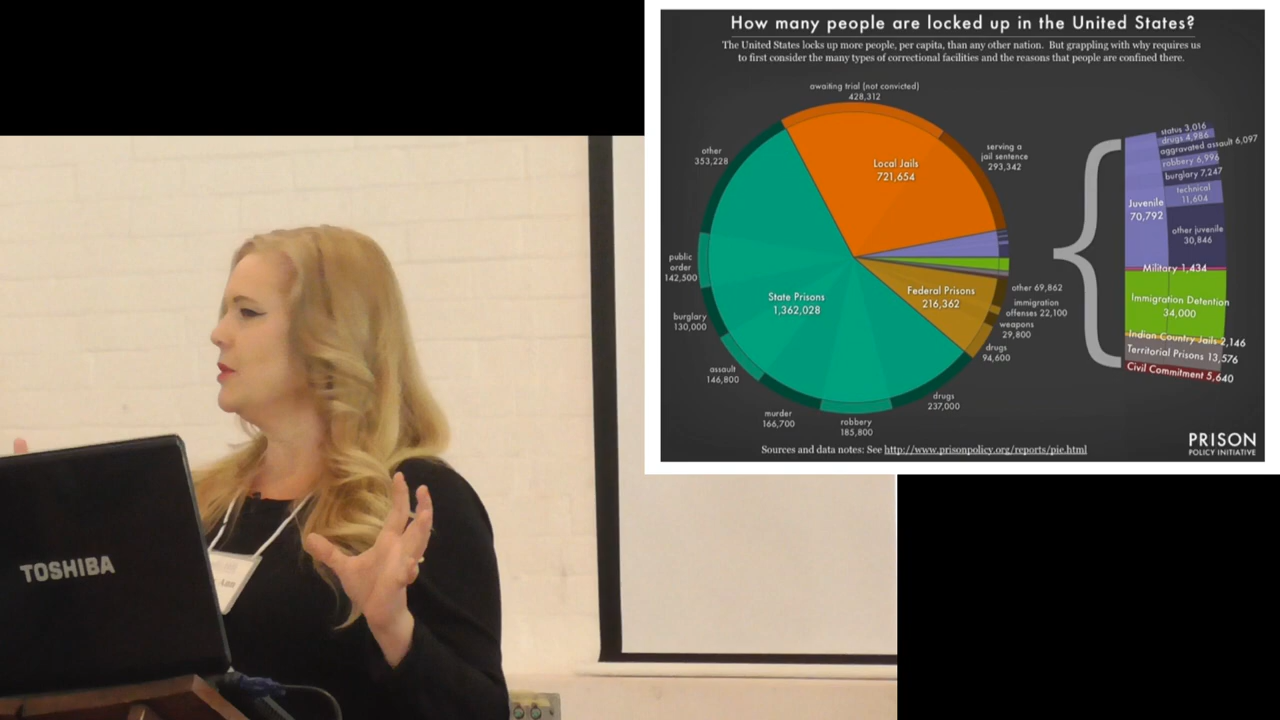 How many people are locked up in the United States?
The United States locks up more people, per capita, than any other nation. But grappling with why requires us
to first consider the many types of correctional facilities and the reasons that people are confined there.
awaiting trial (not convicted)
428,312
serving a
jail sentence
293,342
Local Jails
721,654
other
353,228
public
order
142,500
burglary
130,000
assault
146,800
murder
166,700
robbery
185,800
drugs
237,000
State Prisons
1,362,028
Federal Prisons
216,362
other 69,862
immigration
offenses 22,100
weapons
29,800
drugs
94,600
status 3,016
drugs 4,986
aggravated assault 6,097
robbery 6,996
burglary 7,247
technical
11,604
other juvenile
30,846
Juvenile
70,792
Military 1,434
Immigration Detention
34,000
Indian Country Jails 2,146
Territorial Prisons 13,576
Civil Commitment 5,640
Sources and data notes: See http://www.prisonpolicy.org/reports/pie.html
PRISON
POLICY INITIATIVE
TOSHIBA